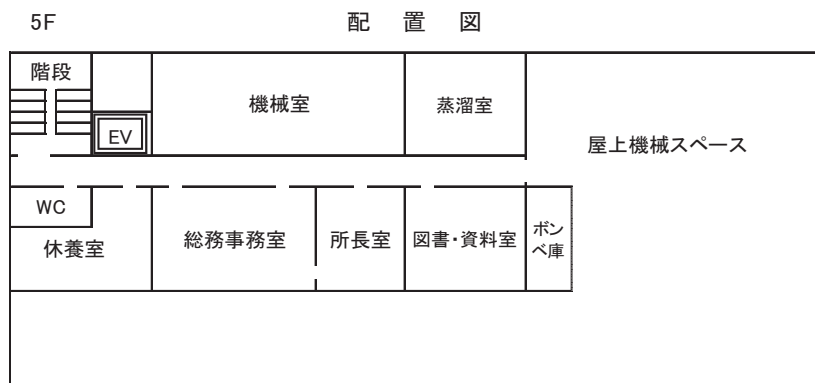 5F
配置図
階段
機械室
蒸溜室
EV
屋上機械スペース
WC
休養室
総務事務室
所長室
図書・資料室
ボン
ベ庫